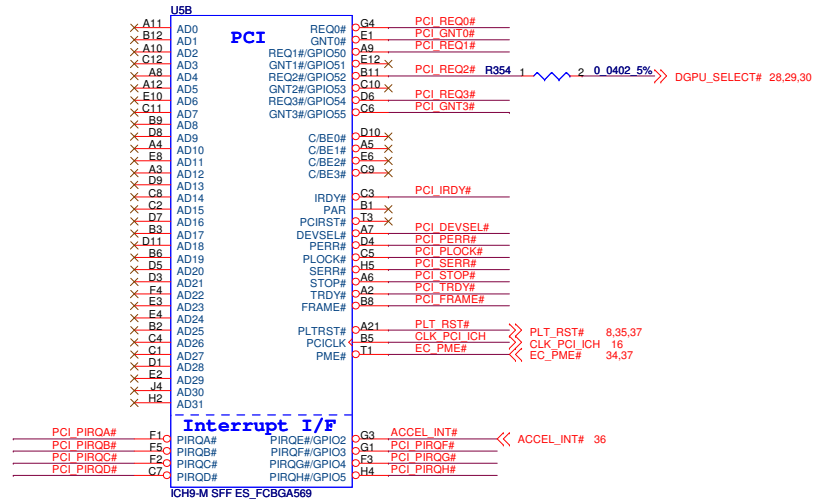 U5B
PCI
A11 AD0 REQ0# G4 PCI_REQ0#
B12 AD1 GNT0# E1 PCI_GNT0#
A10 AD2 REQ1#/GPIO50 A9 PCI_REQ1#
C12 AD3 GNT1#/GPIO51 E12
A8 AD4 REQ2#/GPIO52 B11 PCI_REQ2# R354 1 2 0_0402_5% DGPU_SELECT# 28,29,30
A12 AD5 GNT2#/GPIO53 C10
E10 AD6 REQ3#/GPIO54 D6 PCI_REQ3#
C11 AD7 GNT3#/GPIO55 C6 PCI_GNT3#
B9 AD8
D8 AD9 C/BE0# D10
A4 AD10 C/BE1# A5
E8 AD11 C/BE2# E6
A3 AD12 C/BE3# C9
D9 AD13
C8 AD14 IRDY# C3 PCI_IRDY#
C2 AD15 PAR B1
D7 AD16 PCIRST# T3
B3 AD17 DEVSEL# A7 PCI_DEVSEL#
D11 AD18 PERR# D4 PCI_PERR#
B6 AD19 PLOCK# C5 PCI_PLOCK#
D5 AD20 SERR# H5 PCI_SERR#
D3 AD21 STOP# A6 PCI_STOP#
F4 AD22 TRDY# A2 PCI_TRDY#
E3 AD23 FRAME# B8 PCI_FRAME#
E4 AD24
B2 AD25 PLTRST# A21 PLT_RST# PLT_RST# 8,35,37
C4 AD26 PCICLK B5 CLK_PCI_ICH CLK_PCI_ICH 16
C1 AD27 PME# T1 EC_PME# EC_PME# 34,37
D1 AD28
E2 AD29
J4 AD30
H2 AD31
Interrupt I/F
PCI_PIRQA# F1 PIRQA# PIRQE#/GPIO2 G3 ACCEL_INT# ACCEL_INT# 36
PCI_PIRQB# F5 PIRQB# PIRQF#/GPIO3 G1 PCI_PIRQF#
PCI_PIRQC# F2 PIRQC# PIRQG#/GPIO4 F3 PCI_PIRQG#
PCI_PIRQD# C7 PIRQD# PIRQH#/GPIO5 H4 PCI_PIRQH#
ICH9-M SFF ES_FCBGA569